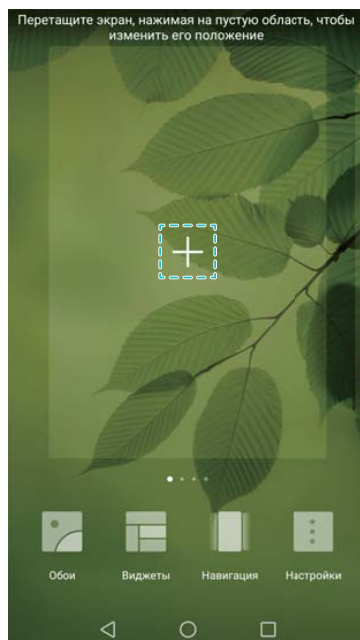 Перетащите экран, нажимая на пустую область, чтобы
изменить его положение
Обои
Виджеты
Навигация
Настройки